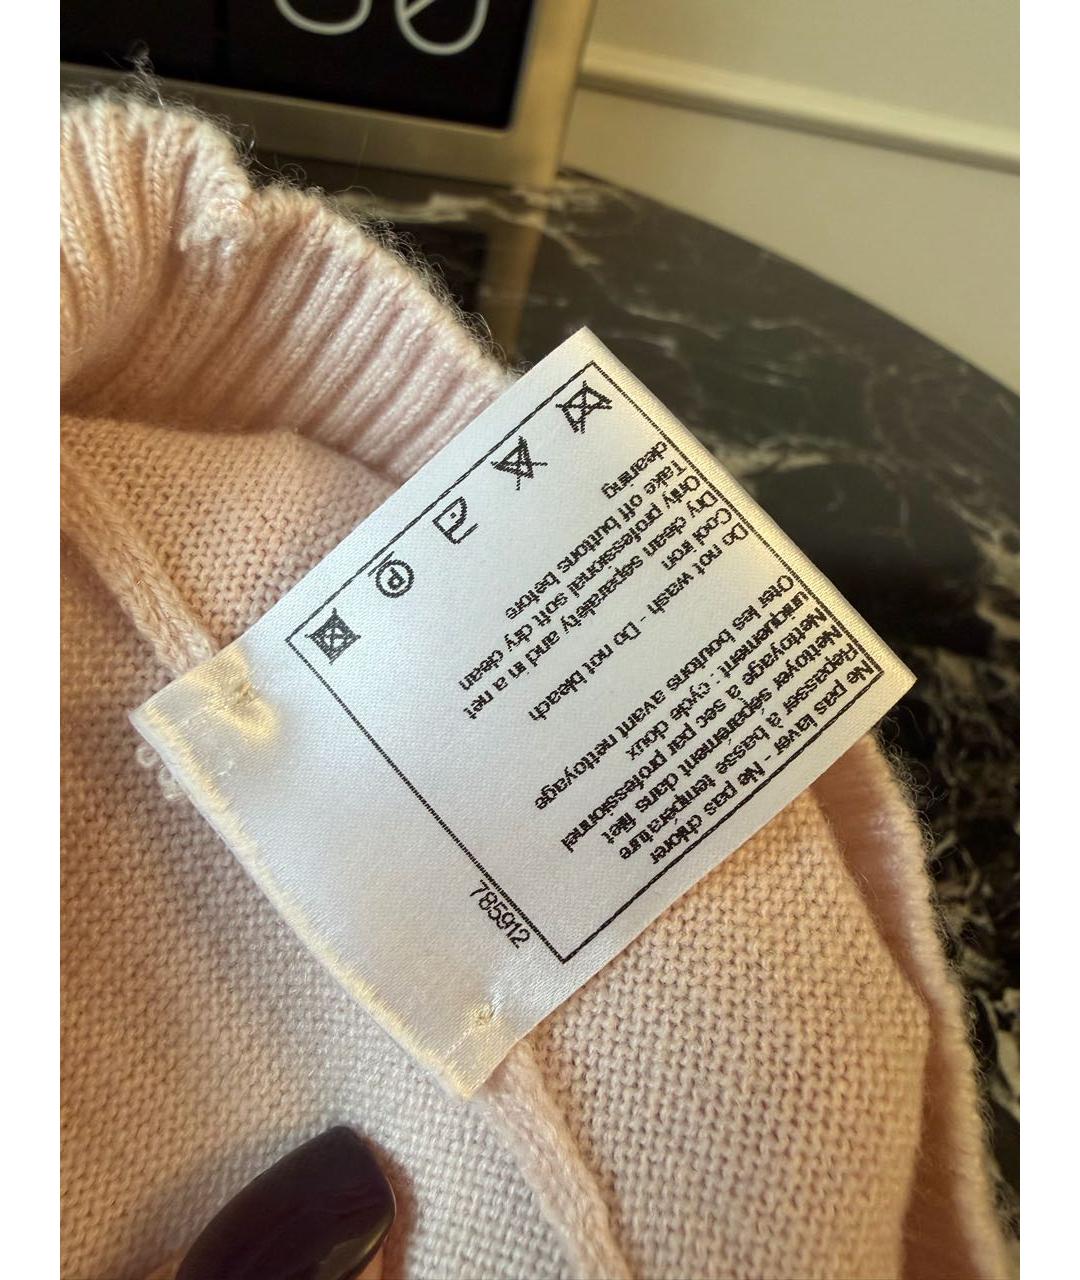 Ne pas laver - Ne pas chlorer
Repasser à basse température
Nettoyer séparément dans filet
Nettoyage à sec par professionnel
uniquement : cycle doux
Oter les boutons avant nettoyage
Do not wash - Do not bleach
Cool iron
Dry clean separately and in a net
Only professional soft dry clean
Take off buttons before
cleaning
P
785912